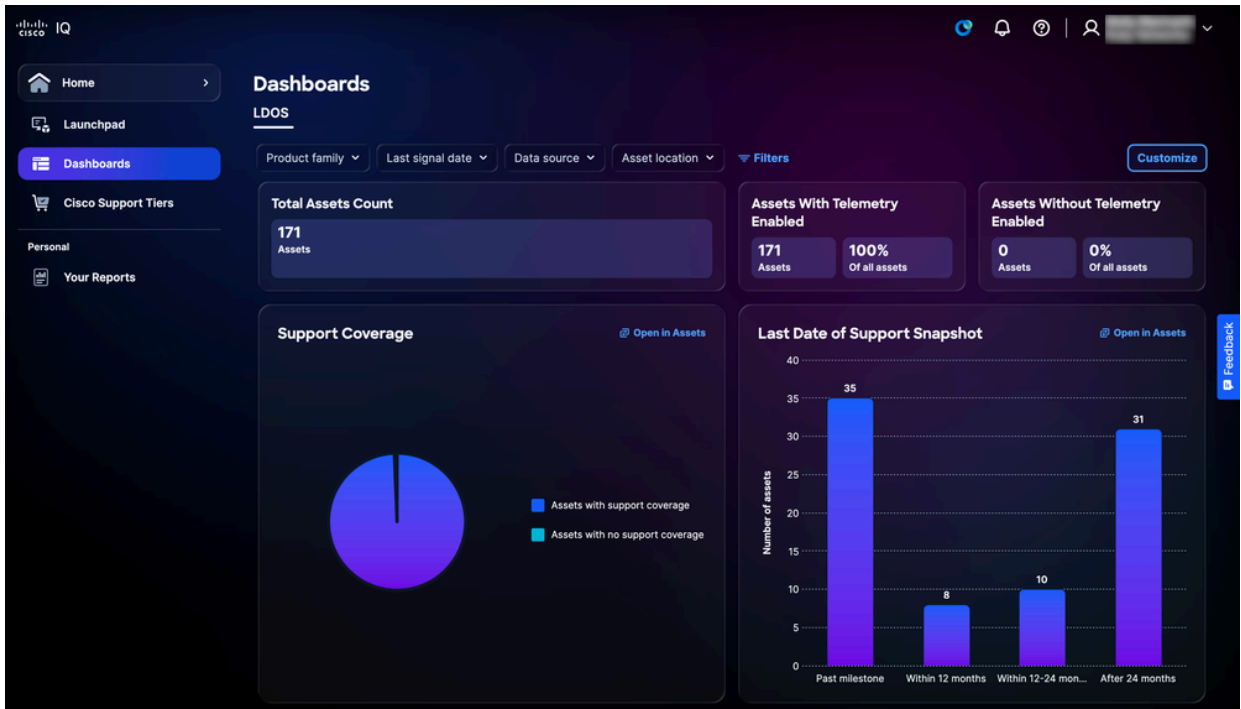 cisco IQ
Home
Launchpad
Dashboards
Cisco Support Tiers
Personal
Your Reports
Dashboards
LDOS
Product family
Last signal date
Data source
Asset location
Filters
Customize
Total Assets Count
171
Assets
Assets With Telemetry
Enabled
171
Assets
100%
Of all assets
Assets Without Telemetry
Enabled
0
Assets
0%
Of all assets
Support Coverage
Open in Assets
Assets with support coverage
Assets with no support coverage
Last Date of Support Snapshot
Open in Assets
Number of assets
40
35
30
25
20
15
10
5
0
35
8
10
31
Past milestone
Within 12 months
Within 12-24 mon...
After 24 months
Feedback